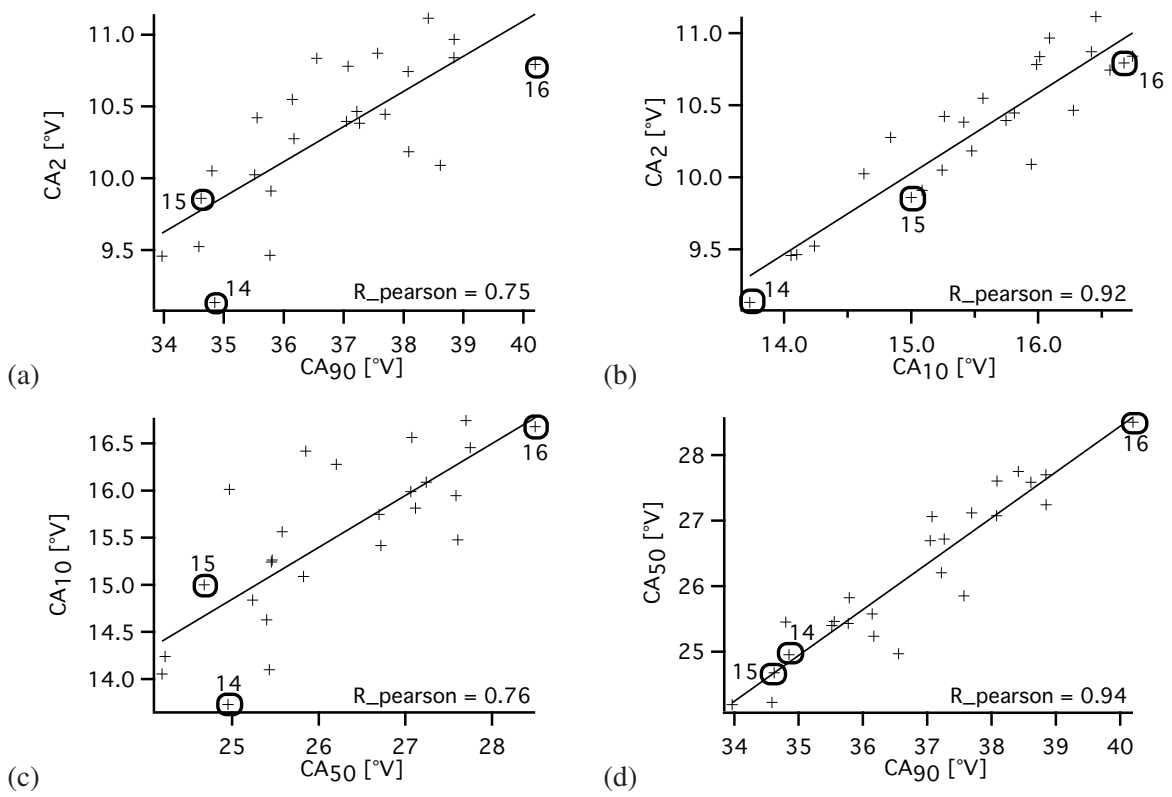 11.0
10.5
10.0
9.5
CA2 [°V]
15
14
16
R_pearson = 0.75
34 35 36 37 38 39 40
CA90 [°V]
(a)
11.0
10.5
10.0
9.5
CA2 [°V]
14
15
16
R_pearson = 0.92
14.0 15.0 16.0
CA10 [°V]
(b)
16.5
16.0
15.5
15.0
14.5
14.0
CA10 [°V]
15
14
16
R_pearson = 0.76
25 26 27 28
CA50 [°V]
(c)
28
27
26
25
CA50 [°V]
15
14
16
R_pearson = 0.94
34 35 36 37 38 39 40
CA90 [°V]
(d)